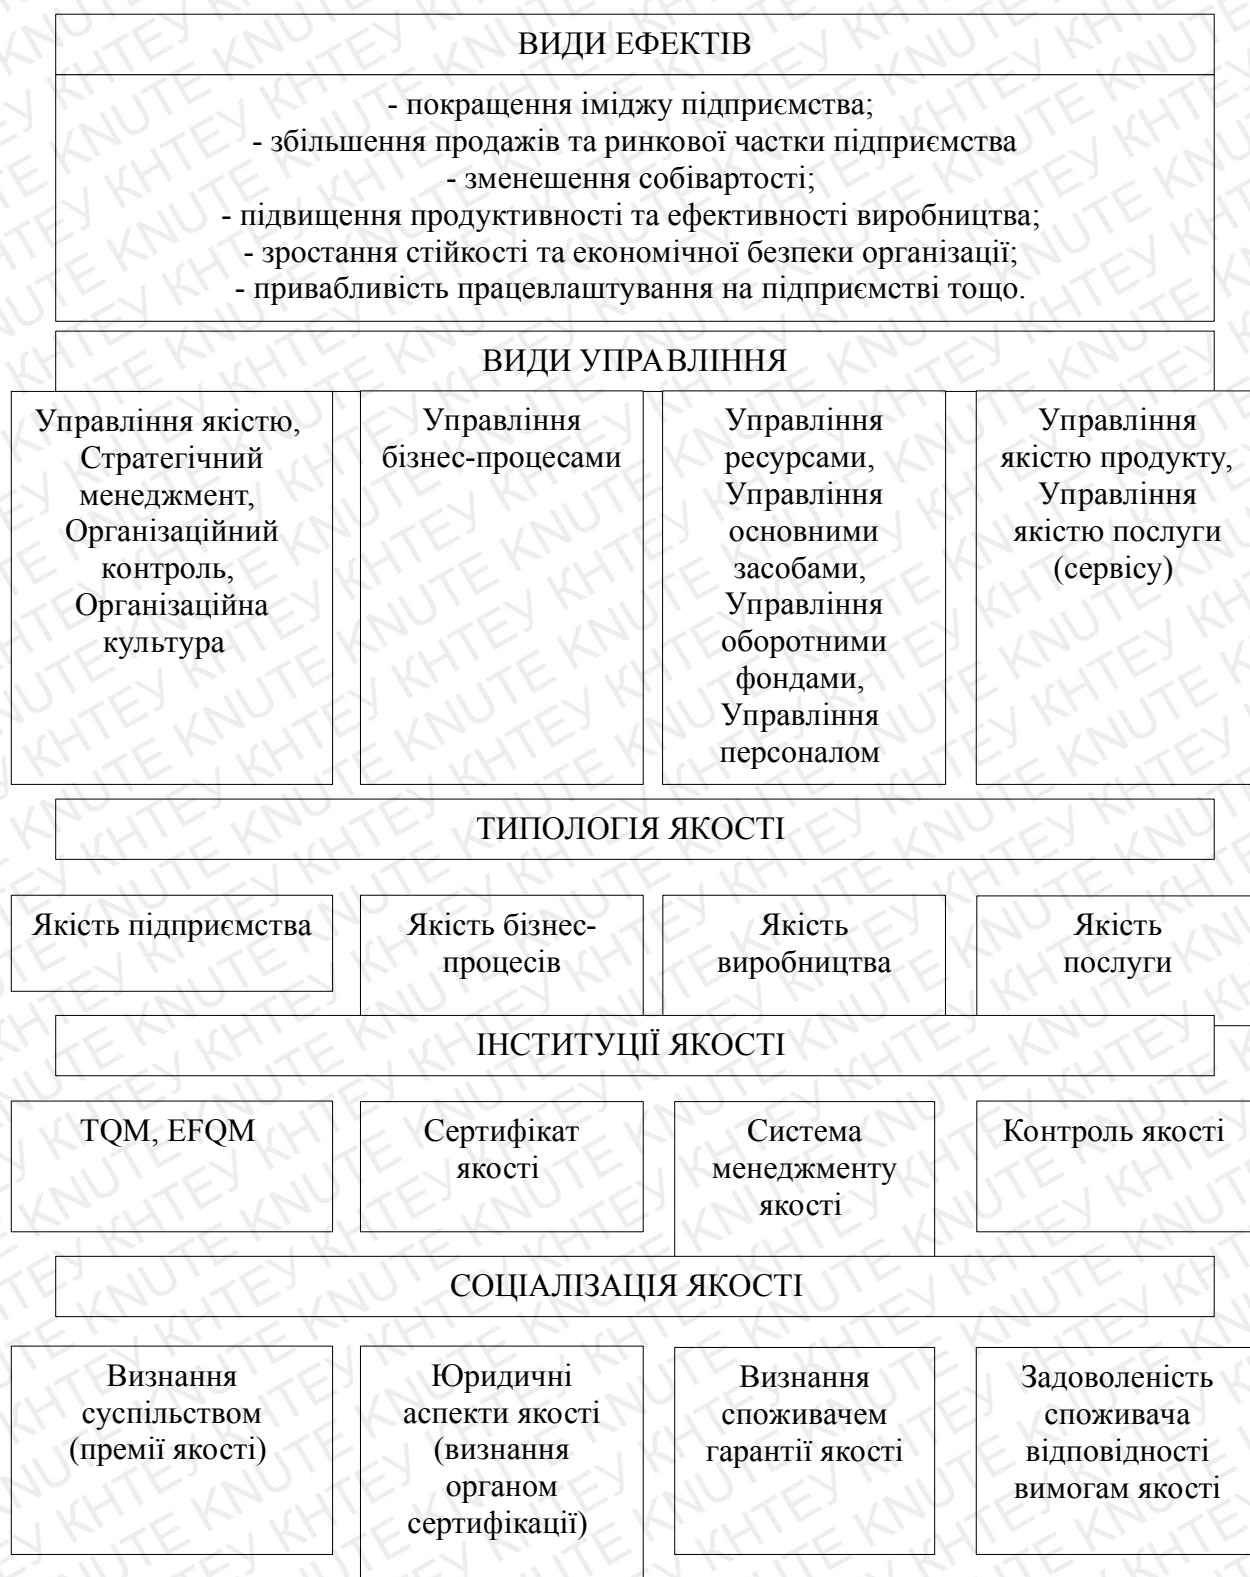 ВИДИ ЕФЕКТІВ
- покращення іміджу підприємства;
- збільшення продажів та ринкової частки підприємства
- зменешення собівартості;
- підвищення продуктивності та ефективності виробництва;
- зростання стійкості та економічної безпеки організації;
- привабливість працевлаштування на підприємстві тощо.
ВИДИ УПРАВЛІННЯ
Управління якістю,
Стратегічний
менеджмент,
Організаційний
контроль,
Організаційна
культура
Управління
бізнес-процесами
Управління
ресурсами,
Управління
основними
засобами,
Управління
оборотними
фондами,
Управління
персоналом
Управління
якістю продукту,
Управління
якістю послуги
(сервісу)
ТИПОЛОГІЯ ЯКОСТІ
Якість підприємства
Якість бізнес-
процесів
Якість
виробництва
Якість
послуги
ІНСТИТУЦІЇ ЯКОСТІ
TQM, EFQM
Сертифікат
якості
Система
менеджменту
якості
Контроль якості
СОЦІАЛІЗАЦІЯ ЯКОСТІ
Визнання
суспільством
(премії якості)
Юридичні
аспекти якості
(визнання
органом
сертифікації)
Визнання
споживачем
гарантії якості
Задоволеність
споживача
відповідності
вимогам якості